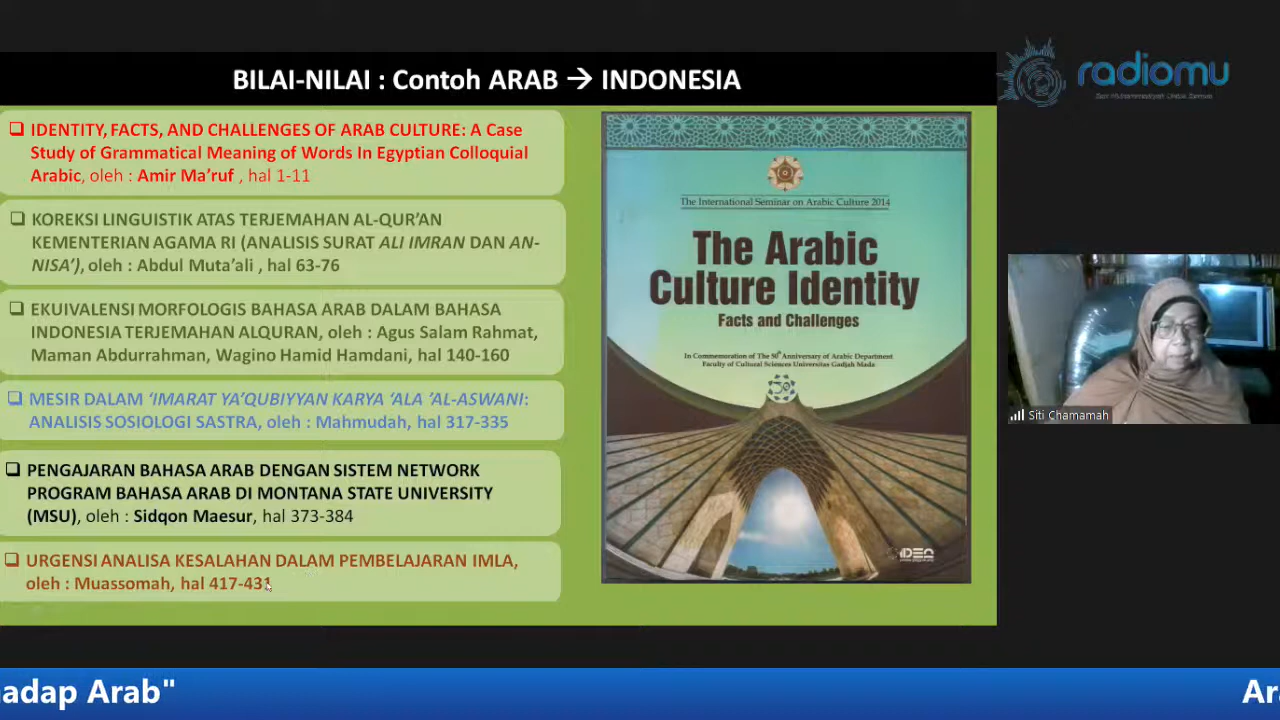 BILAI-NILAI : Contoh ARAB → INDONESIA
radiomu
IDENTITY, FACTS, AND CHALLENGES OF ARAB CULTURE: A Case
Study of Grammatical Meaning of Words In Egyptian Colloquial
Arabic, oleh : Amir Ma'ruf , hal 1-11
KOREKSI LINGUISTIK ATAS TERJEMAHAN AL-QUR'AN
KEMENTERIAN AGAMA RI (ANALISIS SURAT ALI IMRAN DAN AN-
NISA'), oleh : Abdul Muta'ali , hal 63-76
EKUIVALENSI MORFOLOGIS BAHASA ARAB DALAM BAHASA
INDONESIA TERJEMAHAN ALQURAN, oleh : Agus Salam Rahmat,
Maman Abdurrahman, Wagino Hamid Hamdani, hal 140-160
MESIR DALAM 'IMARAT YA'QUBIYYAN KARYA 'ALA 'AL-ASWANI:
ANALISIS SOSIOLOGI SASTRA, oleh : Mahmudah, hal 317-335
PENGAJARAN BAHASA ARAB DENGAN SISTEM NETWORK
PROGRAM BAHASA ARAB DI MONTANA STATE UNIVERSITY
(MSU), oleh : Sidqon Maesur, hal 373-384
URGENSI ANALISA KESALAHAN DALAM PEMBELAJARAN IMLA,
oleh : Muassomah, hal 417-431
The International Seminar on Arabic Culture 2014
The Arabic
Culture Identity
Facts and Challenges
In Commemoration of The 50th Anniversary of Arabic Department
Faculty of Cultural Sciences Universitas Gadjah Mada
IDEA
Siti Chamamah
adap Arab"
Ar